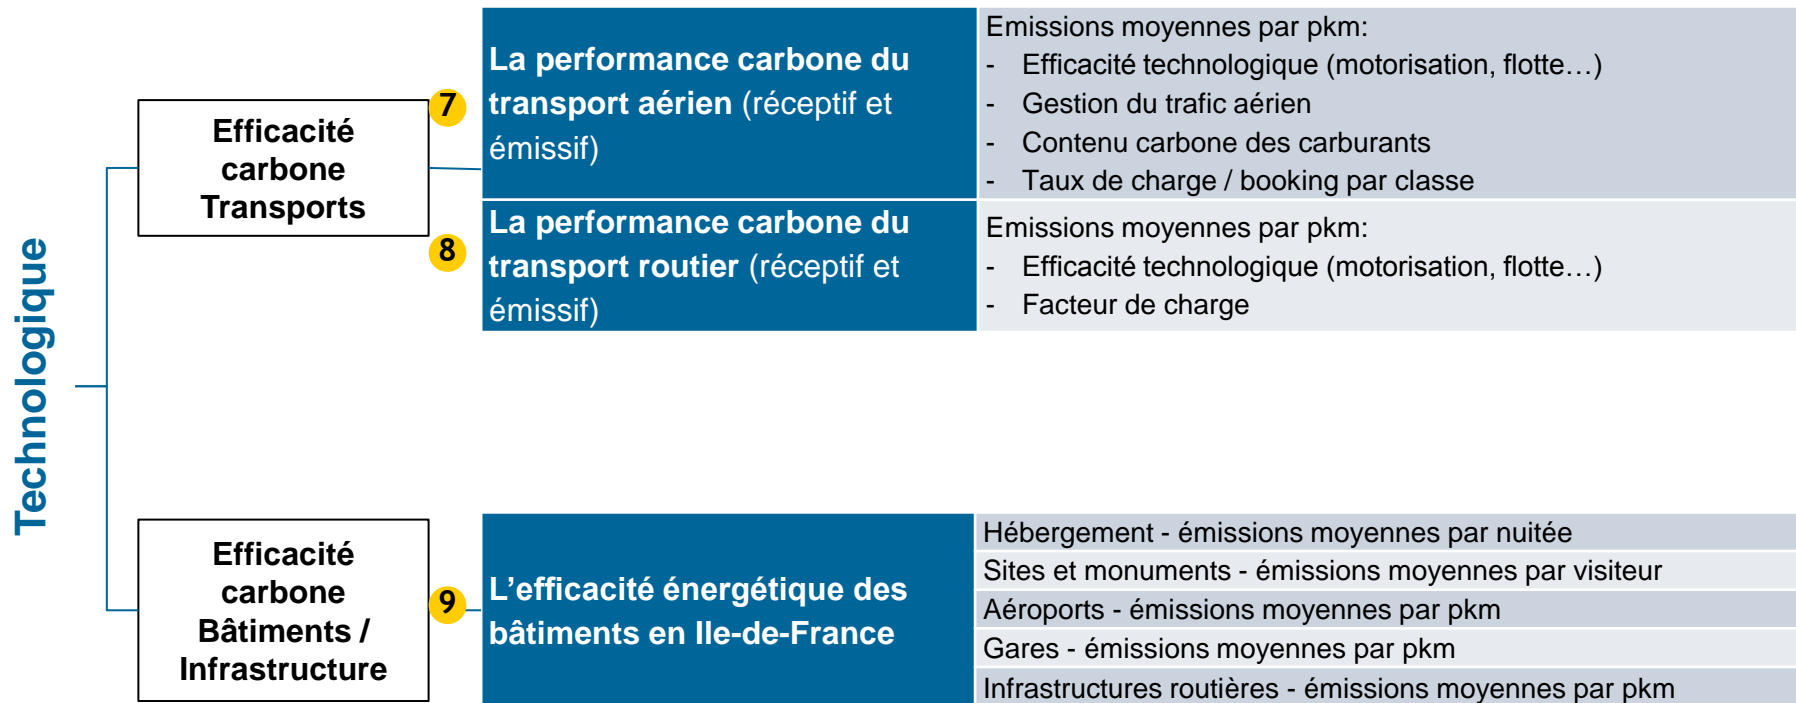 Technologique
Efficacité
carbone
Transports
7
La performance carbone du
transport aérien (réceptif et
émissif)
Emissions moyennes par pkm:
- Efficacité technologique (motorisation, flotte…)
- Gestion du trafic aérien
- Contenu carbone des carburants
- Taux de charge / booking par classe
8
La performance carbone du
transport routier (réceptif et
émissif)
Emissions moyennes par pkm:
- Efficacité technologique (motorisation, flotte…)
- Facteur de charge
Efficacité
carbone
Bâtiments /
Infrastructure
9
L’efficacité énergétique des
bâtiments en Ile-de-France
Hébergement - émissions moyennes par nuitée
Sites et monuments - émissions moyennes par visiteur
Aéroports - émissions moyennes par pkm
Gares - émissions moyennes par pkm
Infrastructures routières - émissions moyennes par pkm